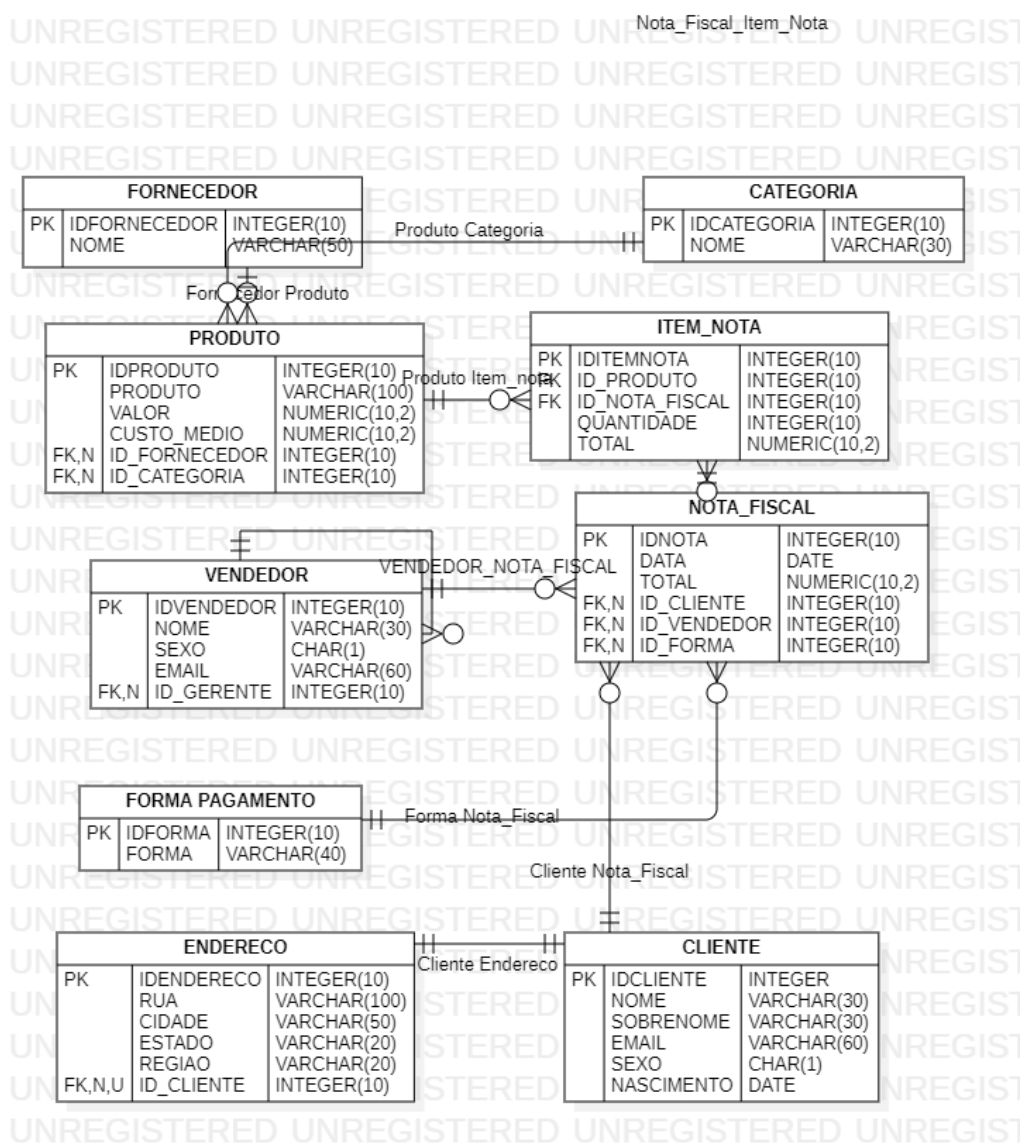 Nota_Fiscal_Item_Nota
UNREGISTERED UNREGISTERED UNREGISTERED UNREGIST
FORNECEDOR
PK IDFORNECEDOR INTEGER(10)
NOME VARCHAR(50)
Produto Categoria
CATEGORIA
PK IDCATEGORIA INTEGER(10)
NOME VARCHAR(30)
Fornecedor Produto
PRODUTO
PK IDPRODUTO INTEGER(10)
PRODUTO VARCHAR(100)
VALOR NUMERIC(10,2)
CUSTO_MEDIO NUMERIC(10,2)
FK,N ID_FORNECEDOR INTEGER(10)
FK,N ID_CATEGORIA INTEGER(10)
Produto Item_nota
ITEM_NOTA
PK IDITEMNOTA INTEGER(10)
FK ID_PRODUTO INTEGER(10)
FK ID_NOTA_FISCAL INTEGER(10)
QUANTIDADE INTEGER(10)
TOTAL NUMERIC(10,2)
NOTA_FISCAL
PK IDNOTA INTEGER(10)
DATA DATE
TOTAL NUMERIC(10,2)
FK,N ID_CLIENTE INTEGER(10)
FK,N ID_VENDEDOR INTEGER(10)
FK,N ID_FORMA INTEGER(10)
VENDEDOR_NOTA_FISCAL
VENDEDOR
PK IDVENDEDOR INTEGER(10)
NOME VARCHAR(30)
SEXO CHAR(1)
EMAIL VARCHAR(60)
FK,N ID_GERENTE INTEGER(10)
FORMA PAGAMENTO
PK IDFORMA INTEGER(10)
FORMA VARCHAR(40)
Forma Nota_Fiscal
Cliente Nota_Fiscal
ENDERECO
PK IDENDERECO INTEGER(10)
RUA VARCHAR(100)
CIDADE VARCHAR(50)
ESTADO VARCHAR(20)
REGIAO VARCHAR(20)
FK,N,U ID_CLIENTE INTEGER(10)
Cliente Endereco
CLIENTE
PK IDCLIENTE INTEGER
NOME VARCHAR(30)
SOBRENOME VARCHAR(30)
EMAIL VARCHAR(60)
SEXO CHAR(1)
NASCIMENTO DATE